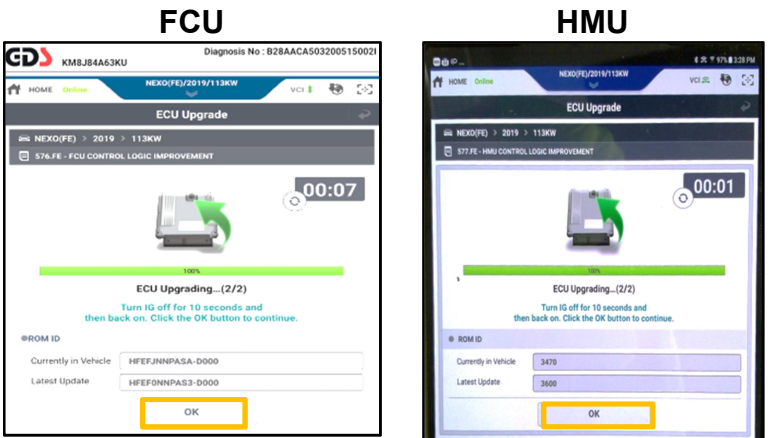 FCU
GDS
KM8J84A63KU
Diagnosis No : B28AACA503200515002I
HOME Online
NEXO(FE)/2019/113KW
VCI
ECU Upgrade
NEXO(FE) > 2019 > 113KW
576.FE - FCU CONTROL LOGIC IMPROVEMENT
00:07
100%
ECU Upgrading...(2/2)
Turn IG off for 10 seconds and
then back on. Click the OK button to continue.
ROM ID
Currently in Vehicle HFEFJNNPASA-D000
Latest Update HFEF0NNPAS3-D000
OK
HMU
97% 3:28 PM
HOME Online
NEXO(FE)/2019/113KW
VCI
ECU Upgrade
NEXO(FE) > 2019 > 113KW
577.FE - HMU CONTROL LOGIC IMPROVEMENT
00:01
100%
ECU Upgrading...(2/2)
Turn IG off for 10 seconds and
then back on. Click the OK button to continue.
ROM ID
Currently in Vehicle 3470
Latest Update 3600
OK